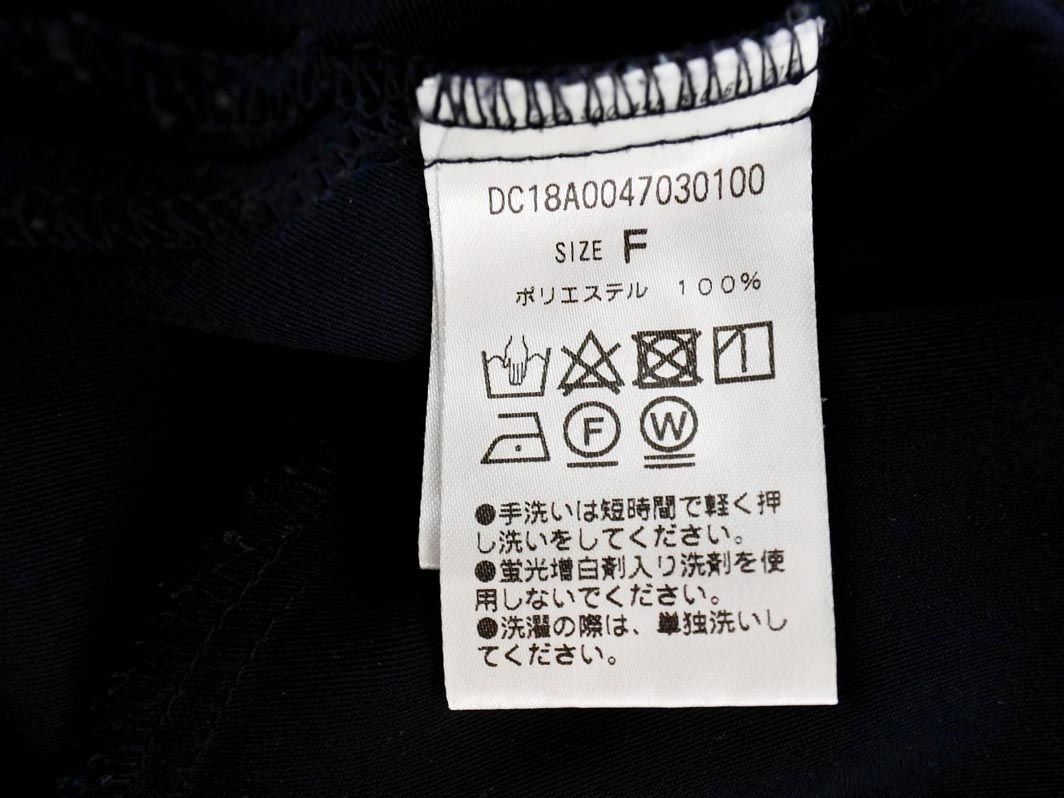 DC18A0047030100
SIZE F
ポリエステル 100%
F W
●手洗いは短時間で軽く押
し洗いをしてください。
●蛍光増白剤入り洗剤を使
用しないでください。
●洗濯の際は、単独洗いし
てください。